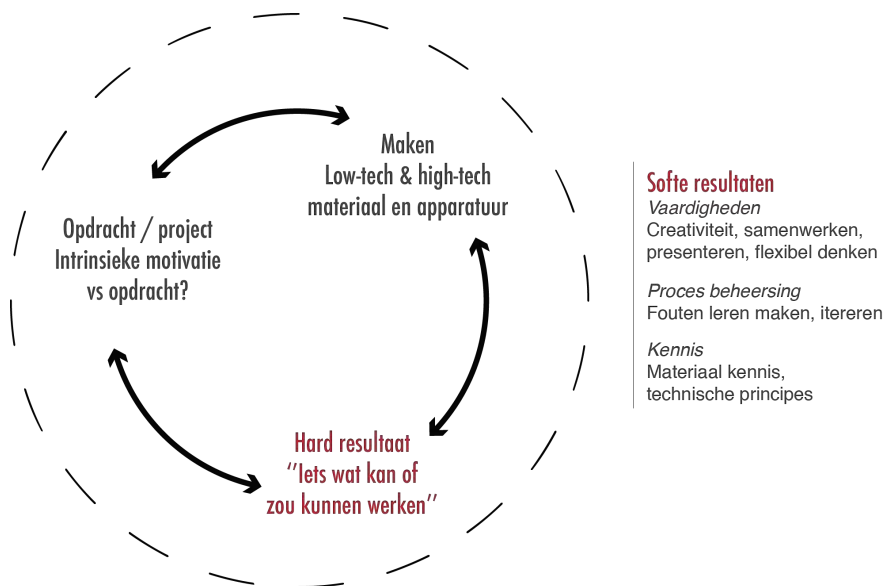 Maken
Low-tech & high-tech
materiaal en apparatuur
Opdracht / project
Intrinsieke motivatie
vs opdracht?
Hard resultaat
"Iets wat kan of
zou kunnen werken"
Softe resultaten
Vaardigheden
Creativiteit, samenwerken,
presenteren, flexibel denken
Proces beheersing
Fouten leren maken, itereren
Kennis
Materiaal kennis,
technische principes